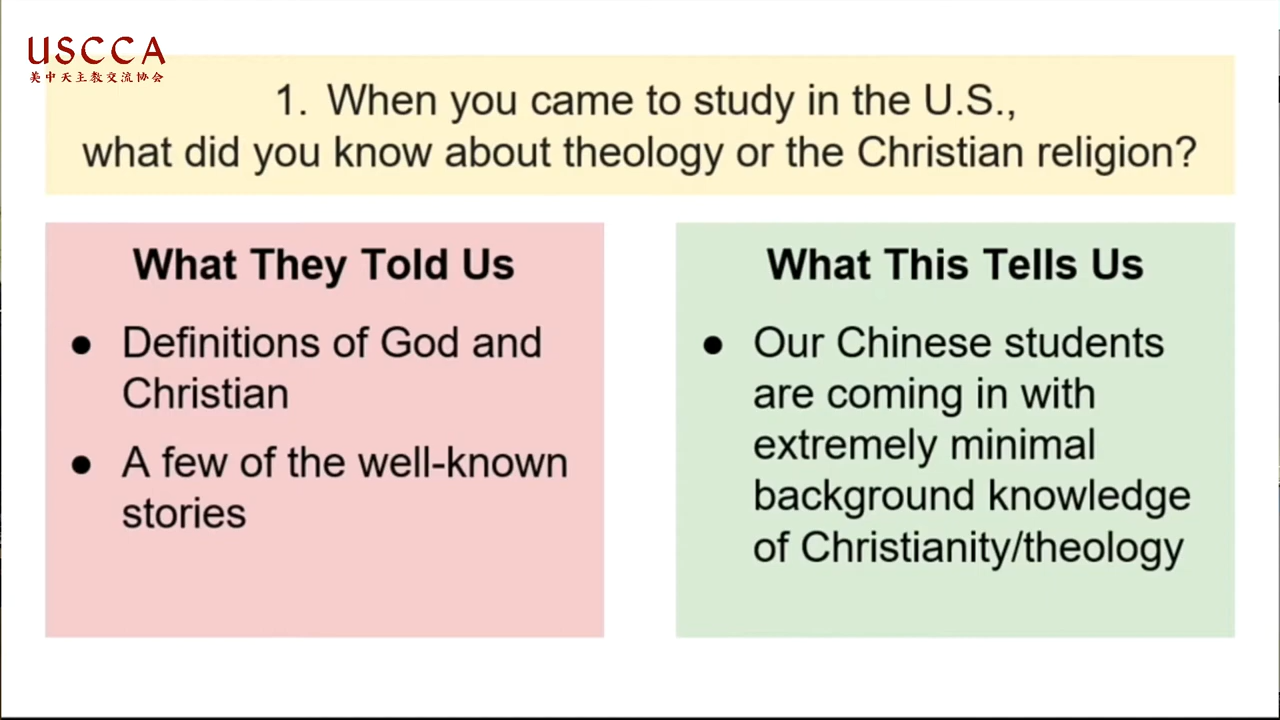 USCCA
美中天主教交流协会
1. When you came to study in the U.S.,
what did you know about theology or the Christian religion?
What They Told Us
● Definitions of God and
Christian
● A few of the well-known
stories
What This Tells Us
● Our Chinese students
are coming in with
extremely minimal
background knowledge
of Christianity/theology